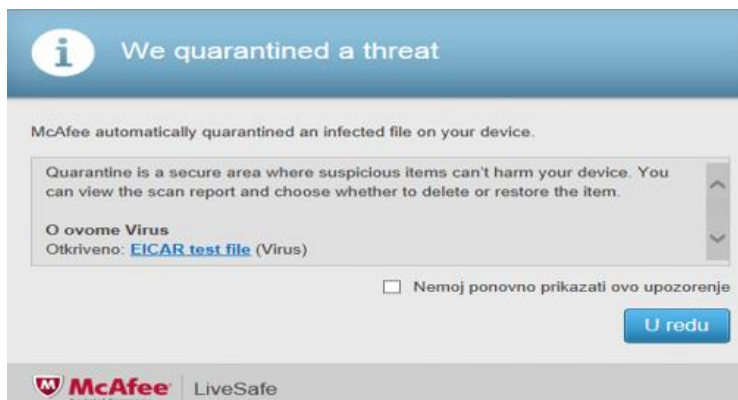 We quarantined a threat
McAfee automatically quarantined an infected file on your device.
Quarantine is a secure area where suspicious items can't harm your device. You
can view the scan report and choose whether to delete or restore the item.
O ovome Virus
Otkriveno: EICAR test file (Virus)
Nemoj ponovno prikazati ovo upozorenje
U redu
McAfee LiveSafe